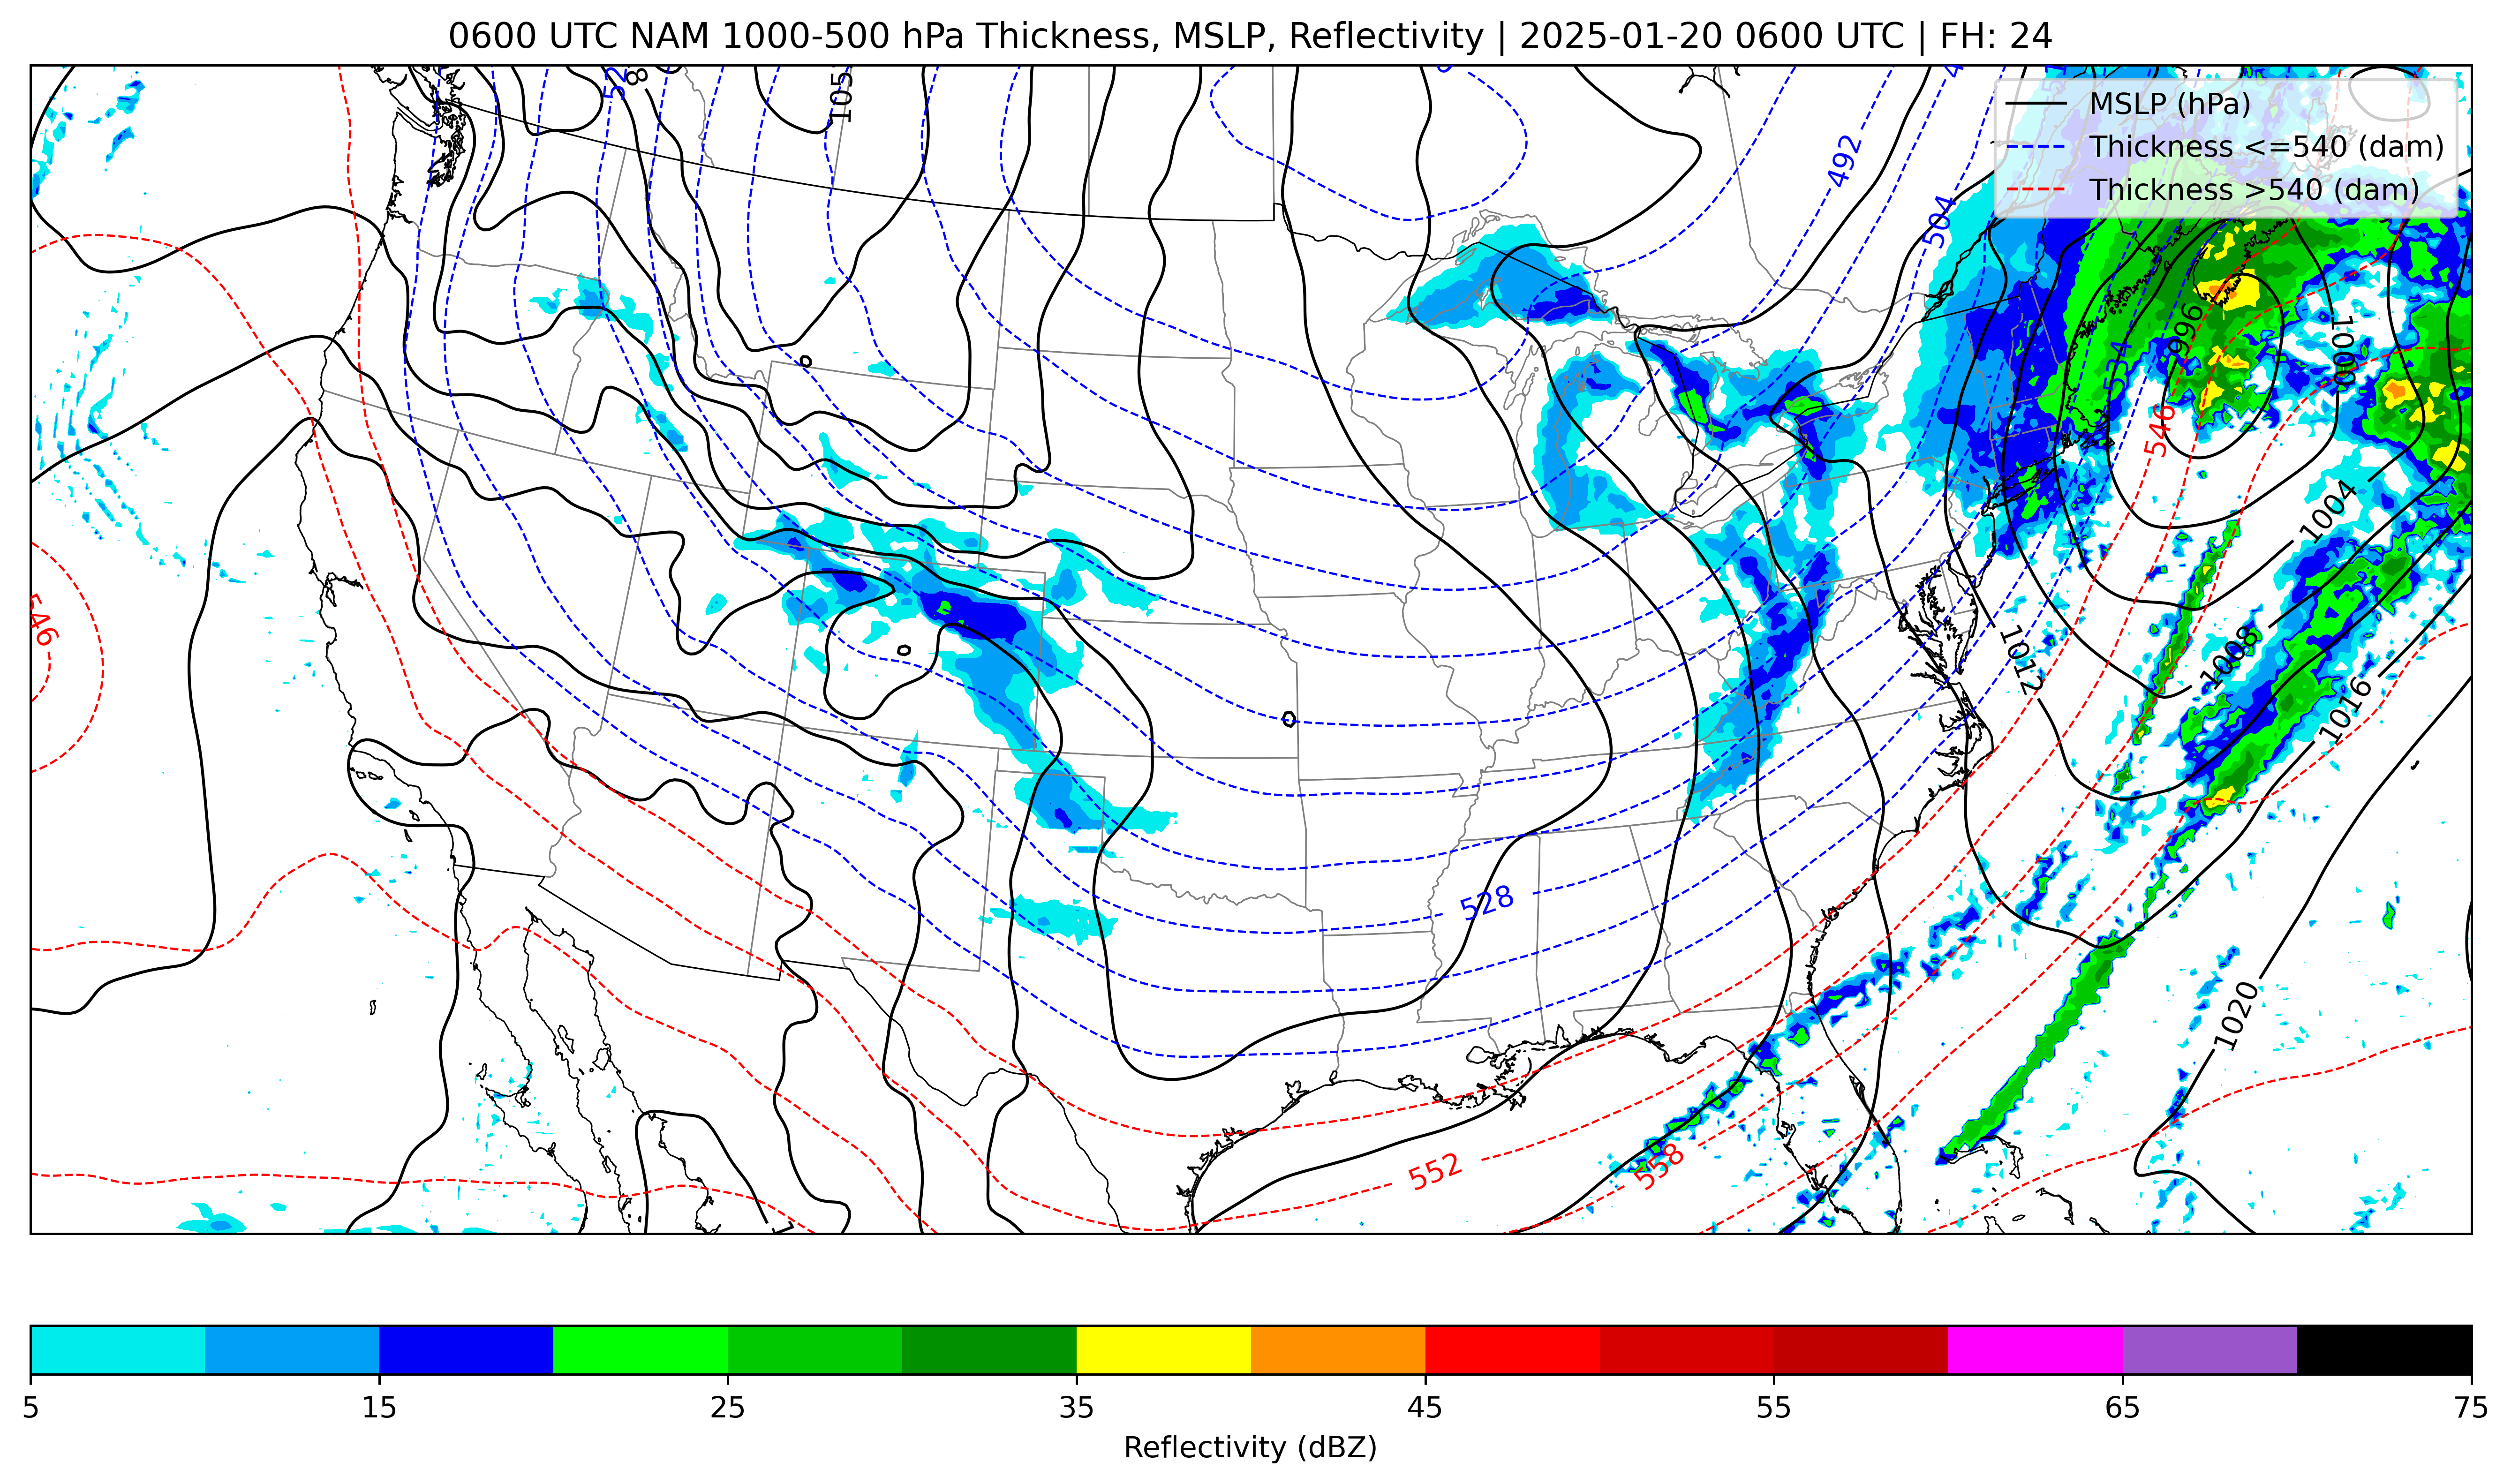 0600 UTC NAM 1000-500 hPa Thickness, MSLP, Reflectivity | 2025-01-20 0600 UTC | FH: 24
MSLP (hPa)
Thickness <=540 (dam)
Thickness >540 (dam)
492
504
996
1000
534
546
1004
546
1008
1012
1016
528
1020
552
558
5 15 25 35 45 55 65 75
Reflectivity (dBZ)